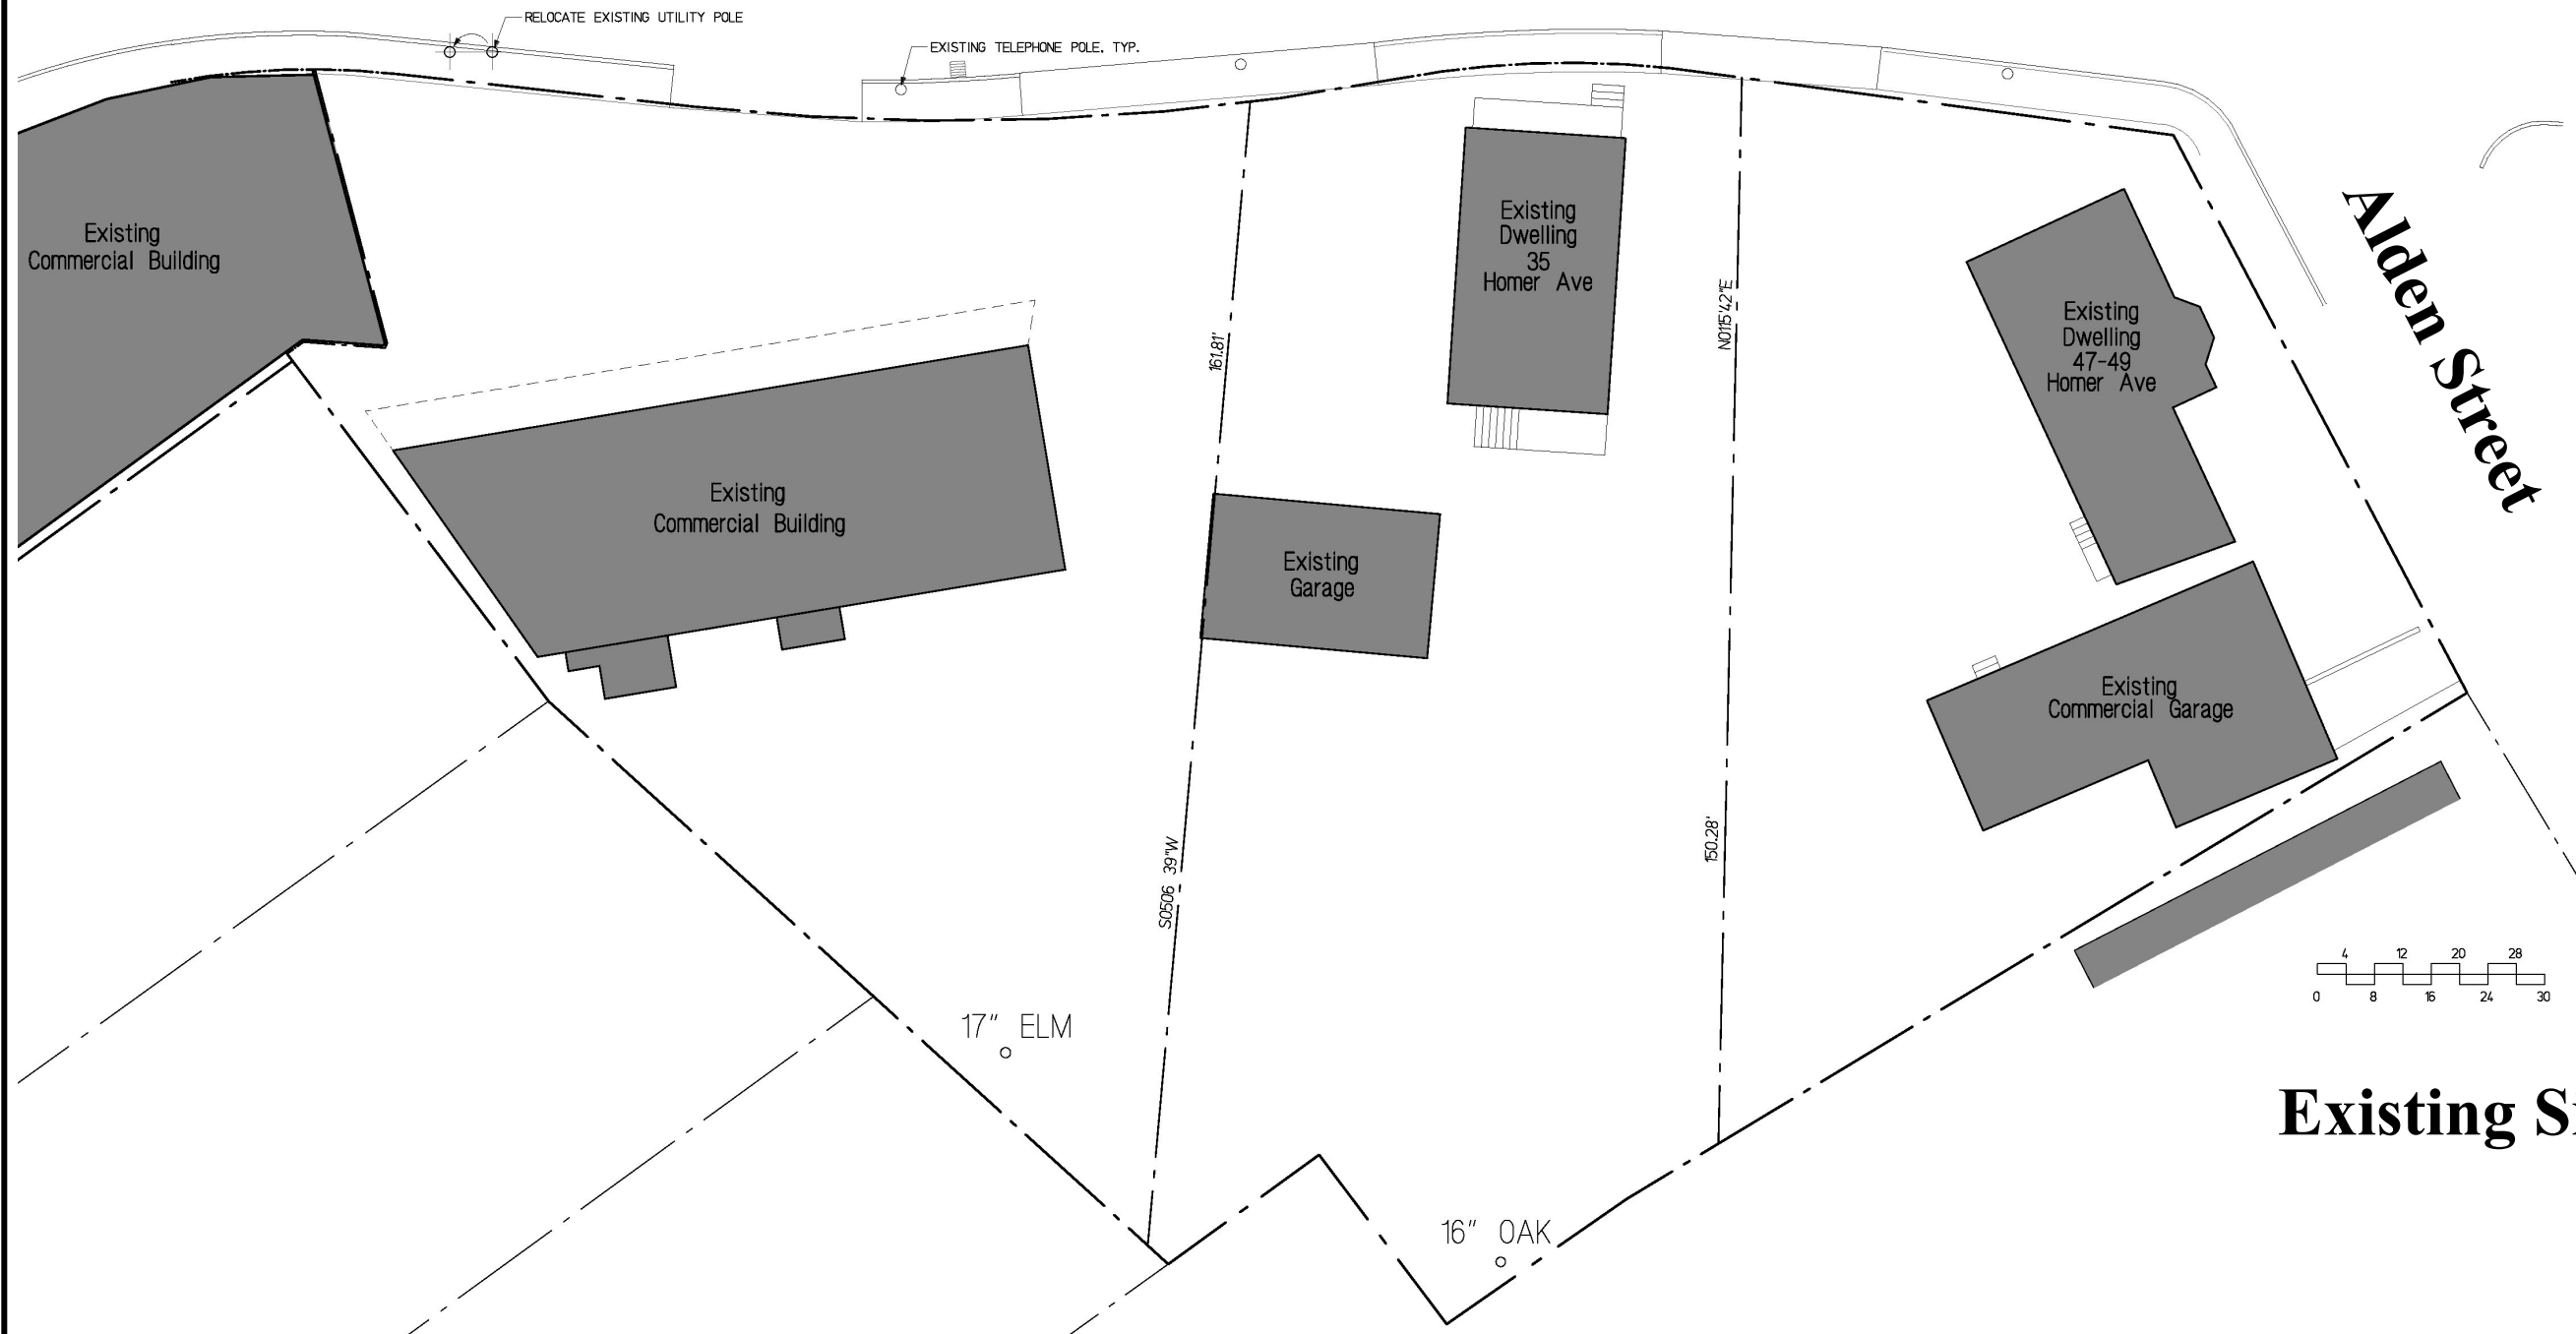 RELOCATE EXISTING UTILITY POLE
EXISTING TELEPHONE POLE, TYP.
Existing
Commercial Building
Existing
Dwelling
35
Homer Ave
Existing
Dwelling
47-49
Homer Ave
Alden Street
161.81'
N0115'42"E
Existing
Commercial Building
Existing
Garage
Existing
Commercial Garage
S0506 39"W
150.28'
4 12 20 28
0 8 16 24 30
17" ELM
Existing
16" OAK